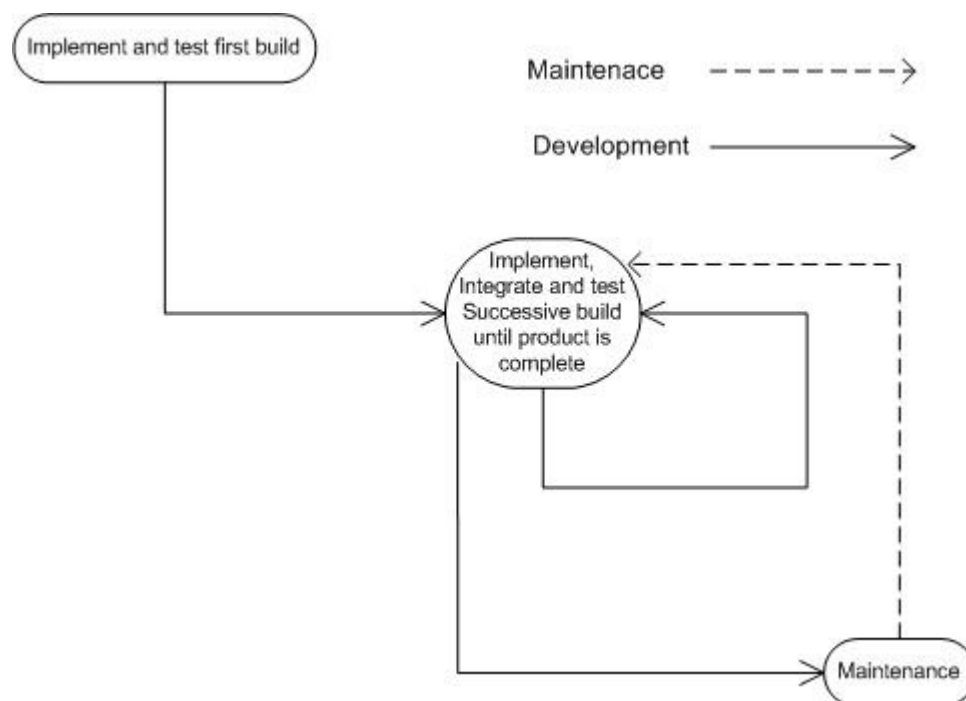 Implement and test first build
Maintenace
Development
Implement,
Integrate and test
Successive build
until product is
complete
Maintenance